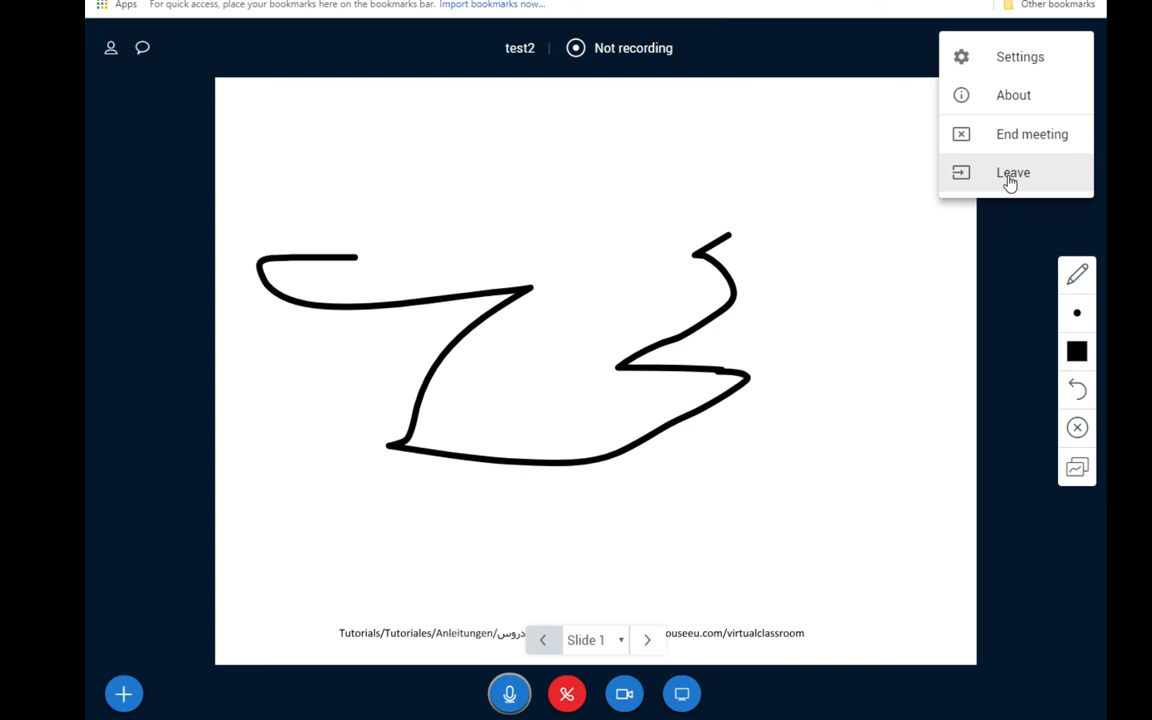 Apps For quick access, place your bookmarks here on the bookmarks bar. Import bookmarks now... Other bookmarks
test2 | Not recording
Settings
About
End meeting
Leave
Tutorials/Tutoriales/Anleitungen/دروس
ouseeu.com/virtualclassroom
Slide 1